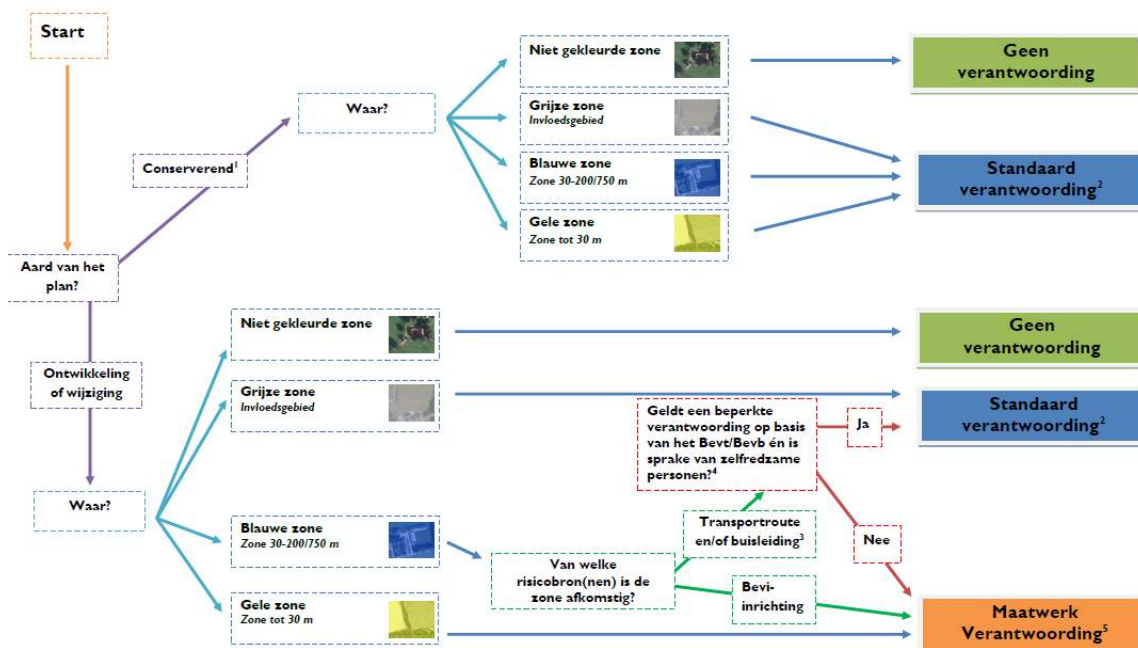 Start
Aard van het
plan?
Conserverend¹
Waar?
Niet gekleurde zone
Grijze zone
Invloedsgebied
Blauwe zone
Zone 30-200/750 m
Gele zone
Zone tot 30 m
Geen
verantwoording
Standaard
verantwoording²
Ontwikkeling
of wijziging
Waar?
Niet gekleurde zone
Grijze zone
Invloedsgebied
Blauwe zone
Zone 30-200/750 m
Gele zone
Zone tot 30 m
Van welke
risicobron(nen) is de
zone afkomstig?
Transportroute
en/of buisleiding³
Bevi-
inrichting
Geldt een beperkte
verantwoording op basis
van het Bevt/Bevb én is
sprake van zelfredzame
personen?⁴
Ja
Nee
Geen
verantwoording
Standaard
verantwoording²
Maatwerk
Verantwoording⁵